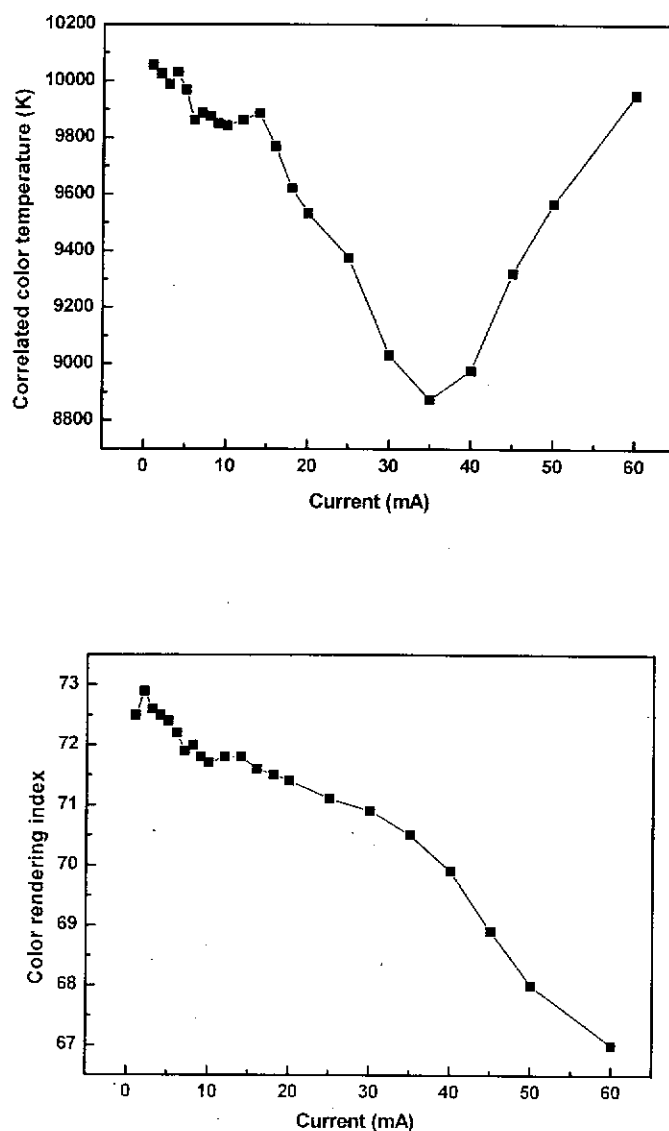 10200
10000
9800
9600
9400
9200
9000
8800
Correlated color temperature (K)
0 10 20 30 40 50 60
Current (mA)
73
72
71
70
69
68
67
Color rendering index
0 10 20 30 40 50 60
Current (mA)